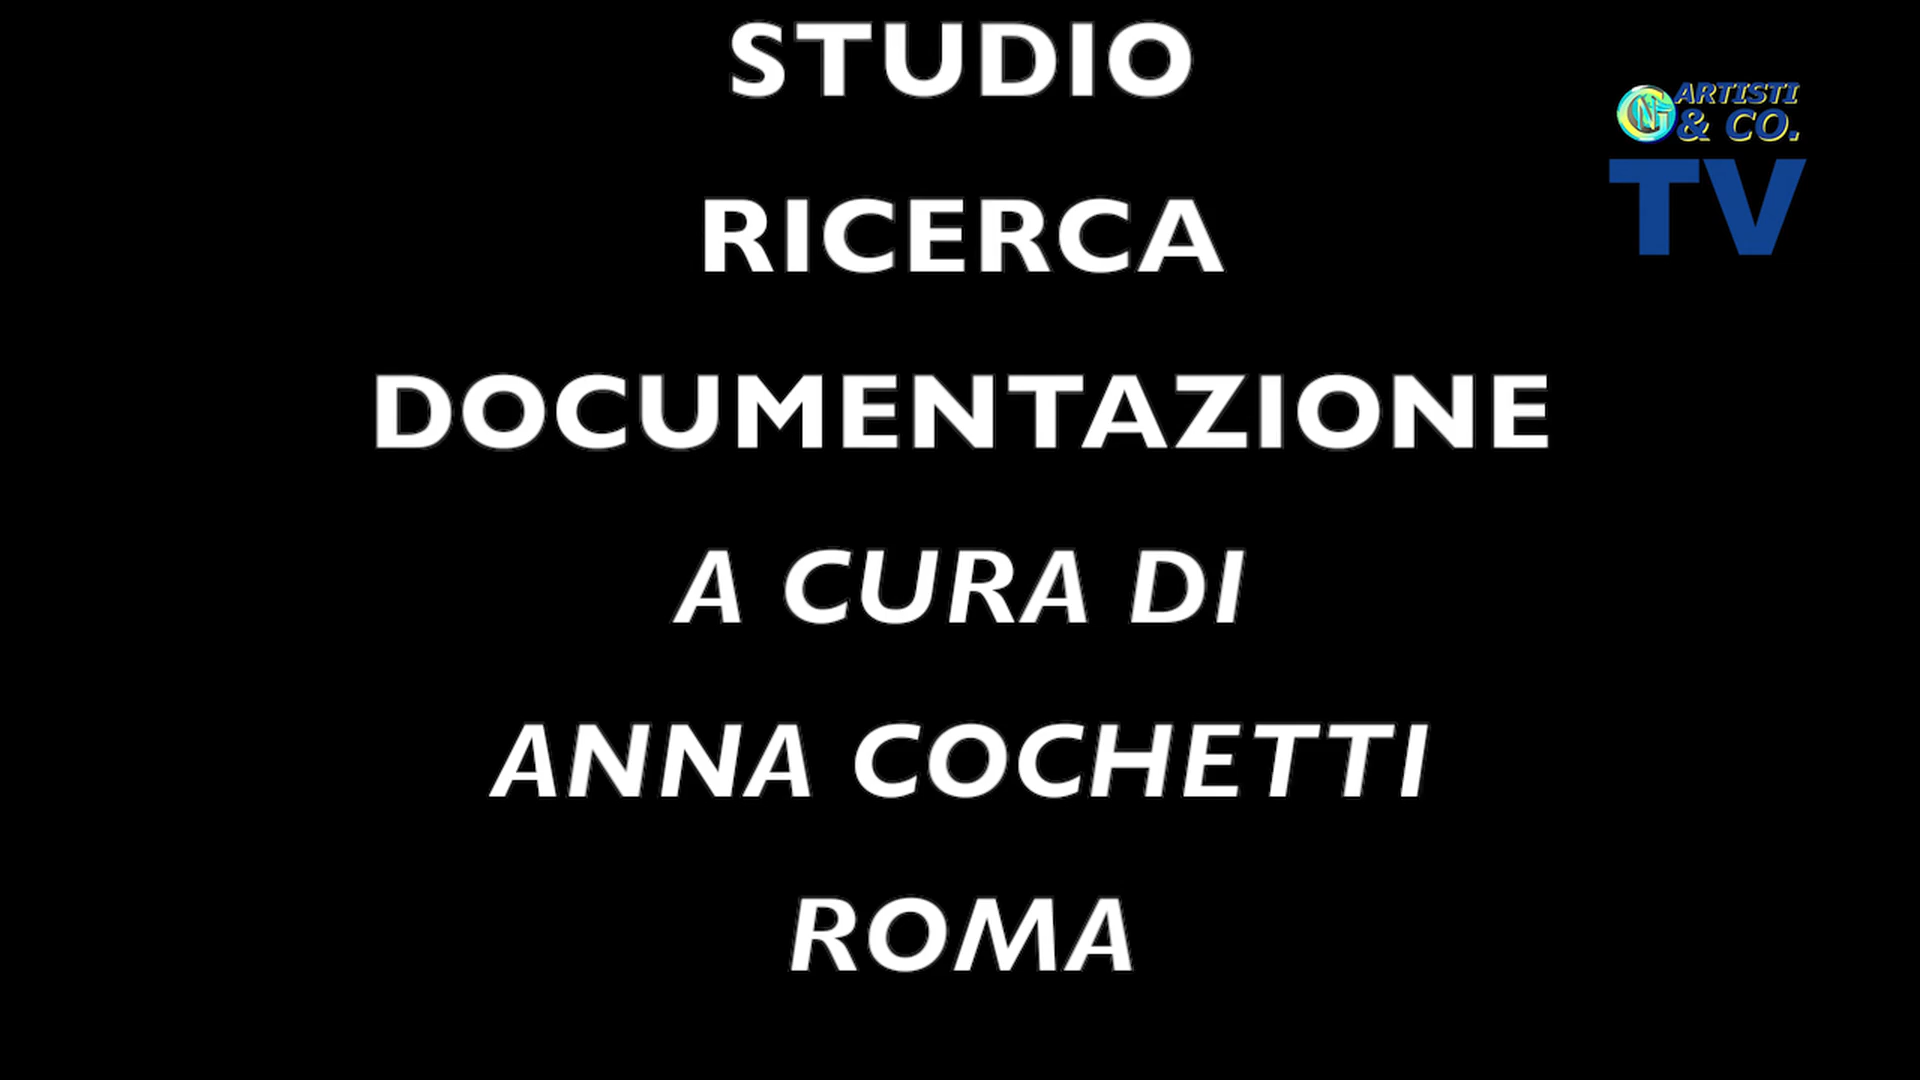 STUDIO
RICERCA
DOCUMENTAZIONE
A CURA DI
ANNA COCHETTI
ROMA
ARTISTI
& CO.
TV